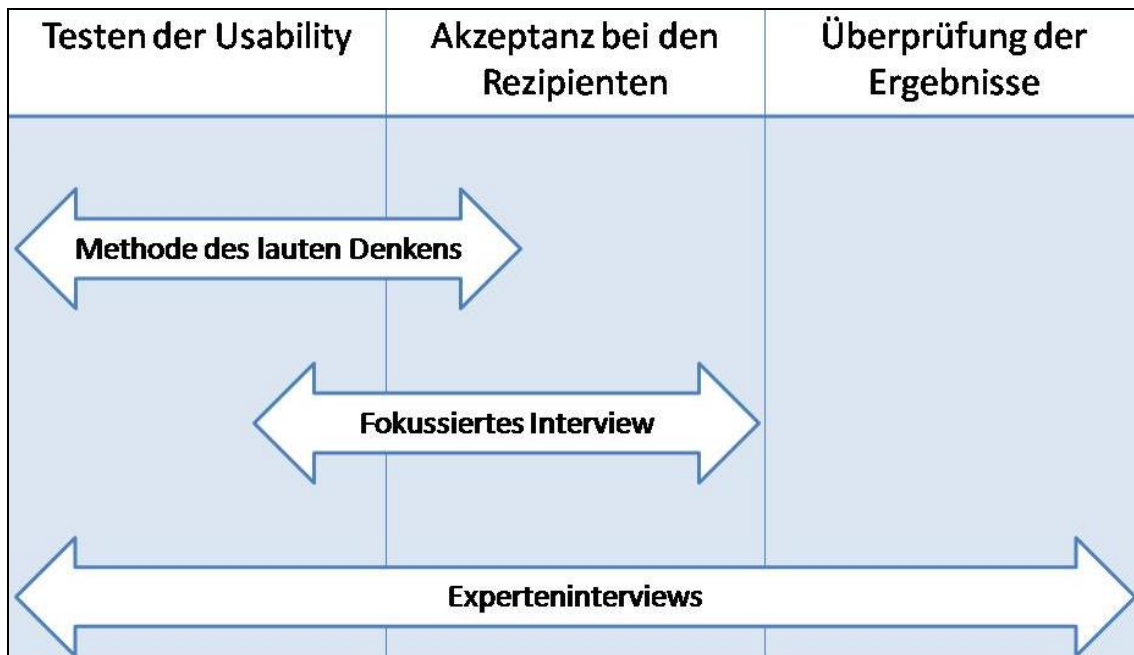 Testen der Usability
Akzeptanz bei den
Rezipienten
Überprüfung der
Ergebnisse
Methode des lauten Denkens
Fokussiertes Interview
Experteninterviews